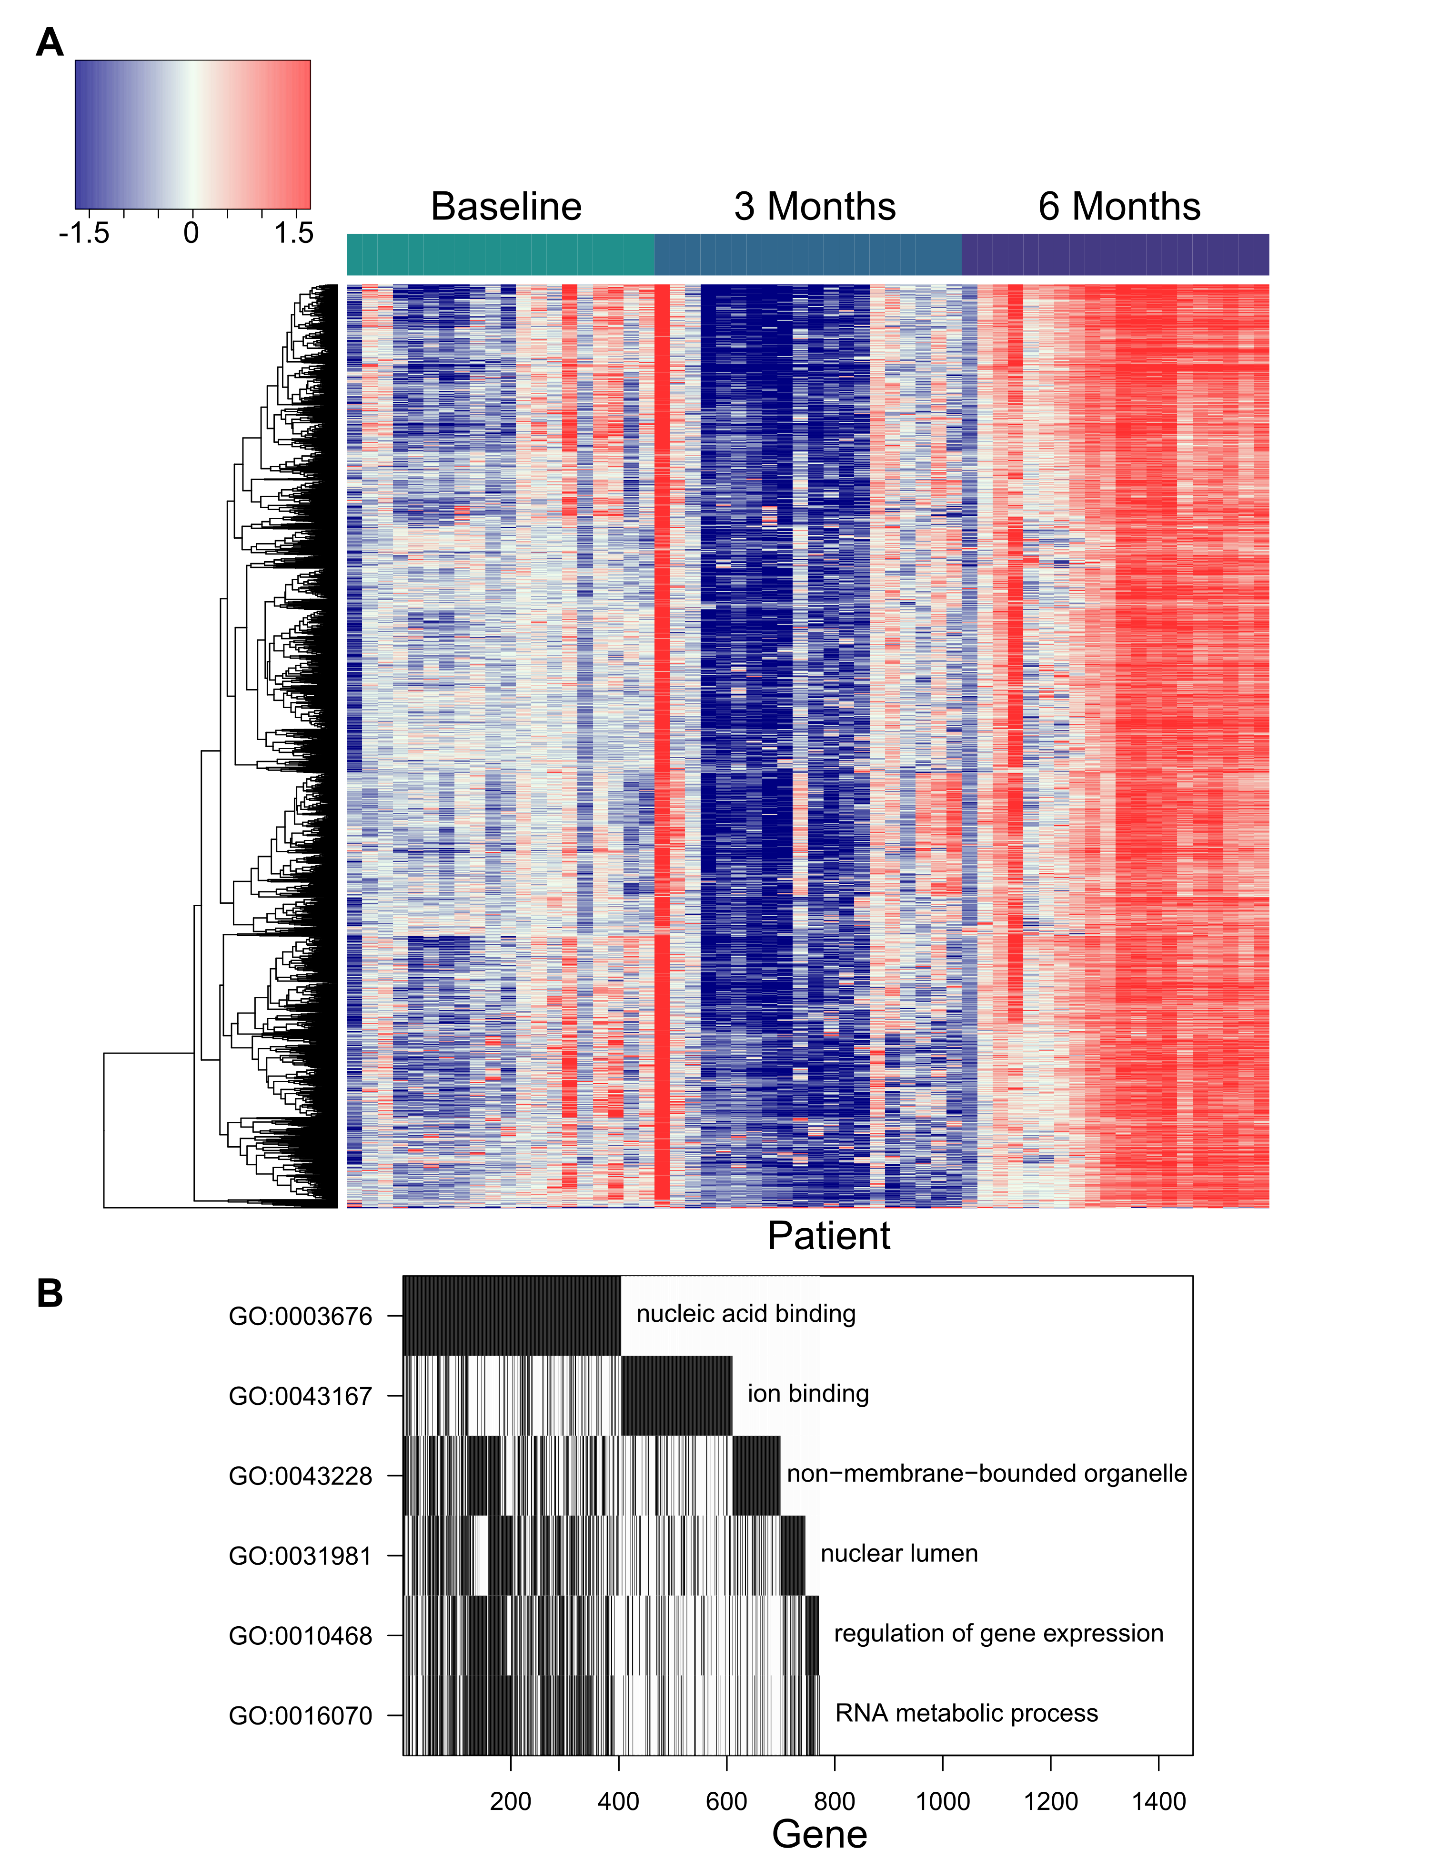 A
-1.5 0 1.5
Baseline 3 Months 6 Months
Patient
B
GO:0003676 nucleic acid binding
GO:0043167 ion binding
GO:0043228 non−membrane−bounded organelle
GO:0031981 nuclear lumen
GO:0010468 regulation of gene expression
GO:0016070 RNA metabolic process
200 400 600 800 1000 1200 1400
Gene